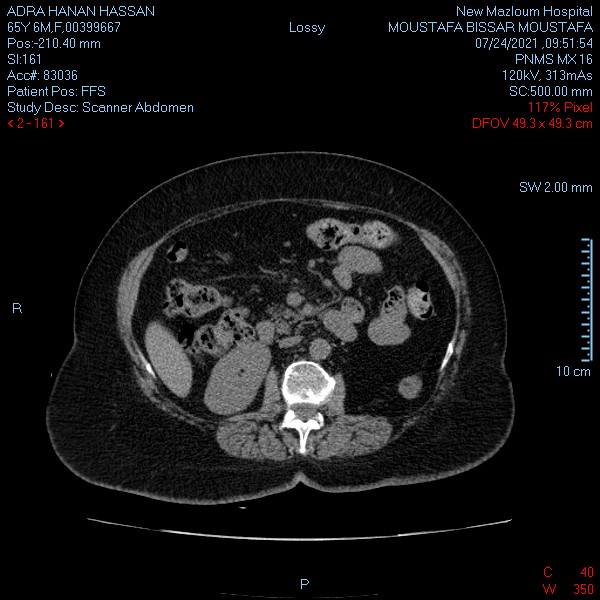 ADRA HANAN HASSAN
65Y 6M,F,00399667
Pos:-210.40 mm
SI:161
Acc#: 83036
Patient Pos: FFS
Study Desc: Scanner Abdomen
< 2 - 161 >
Lossy
New Mazloum Hospital
MOUSTAFA BISSAR MOUSTAFA
07/24/2021 ,09:51:54
PNMS MX 16
120kV, 313mAs
SC:500.00 mm
117% Pixel
DFOV 49.3 x 49.3 cm
SW 2.00 mm
R
10 cm
P
C 40
W 350